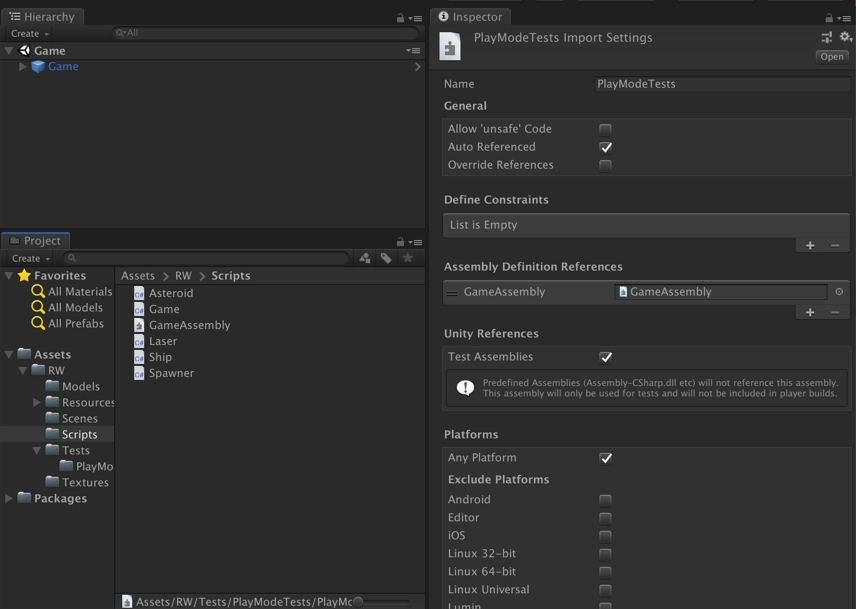 Hierarchy
Create
All
Game
Game
Project
Create
Favorites
All Materials
All Models
All Prefabs
Assets
RW
Models
Resources
Scenes
Scripts
Tests
PlayMo
Textures
Packages
Assets > RW > Scripts
Asteroid
Game
GameAssembly
Laser
Ship
Spawner
Assets/RW/Tests/PlayModeTests/PlayMo
Inspector
PlayModeTests Import Settings
Open
Name PlayModeTests
General
Allow 'unsafe' Code
Auto Referenced
Override References
Define Constraints
List is Empty
Assembly Definition References
GameAssembly GameAssembly
Unity References
Test Assemblies
Predefined Assemblies (Assembly-CSharp.dll etc) will not reference this assembly.
This assembly will only be used for tests and will not be included in player builds.
Platforms
Any Platform
Exclude Platforms
Android
Editor
iOS
Linux 32-bit
Linux 64-bit
Linux Universal
Lumin